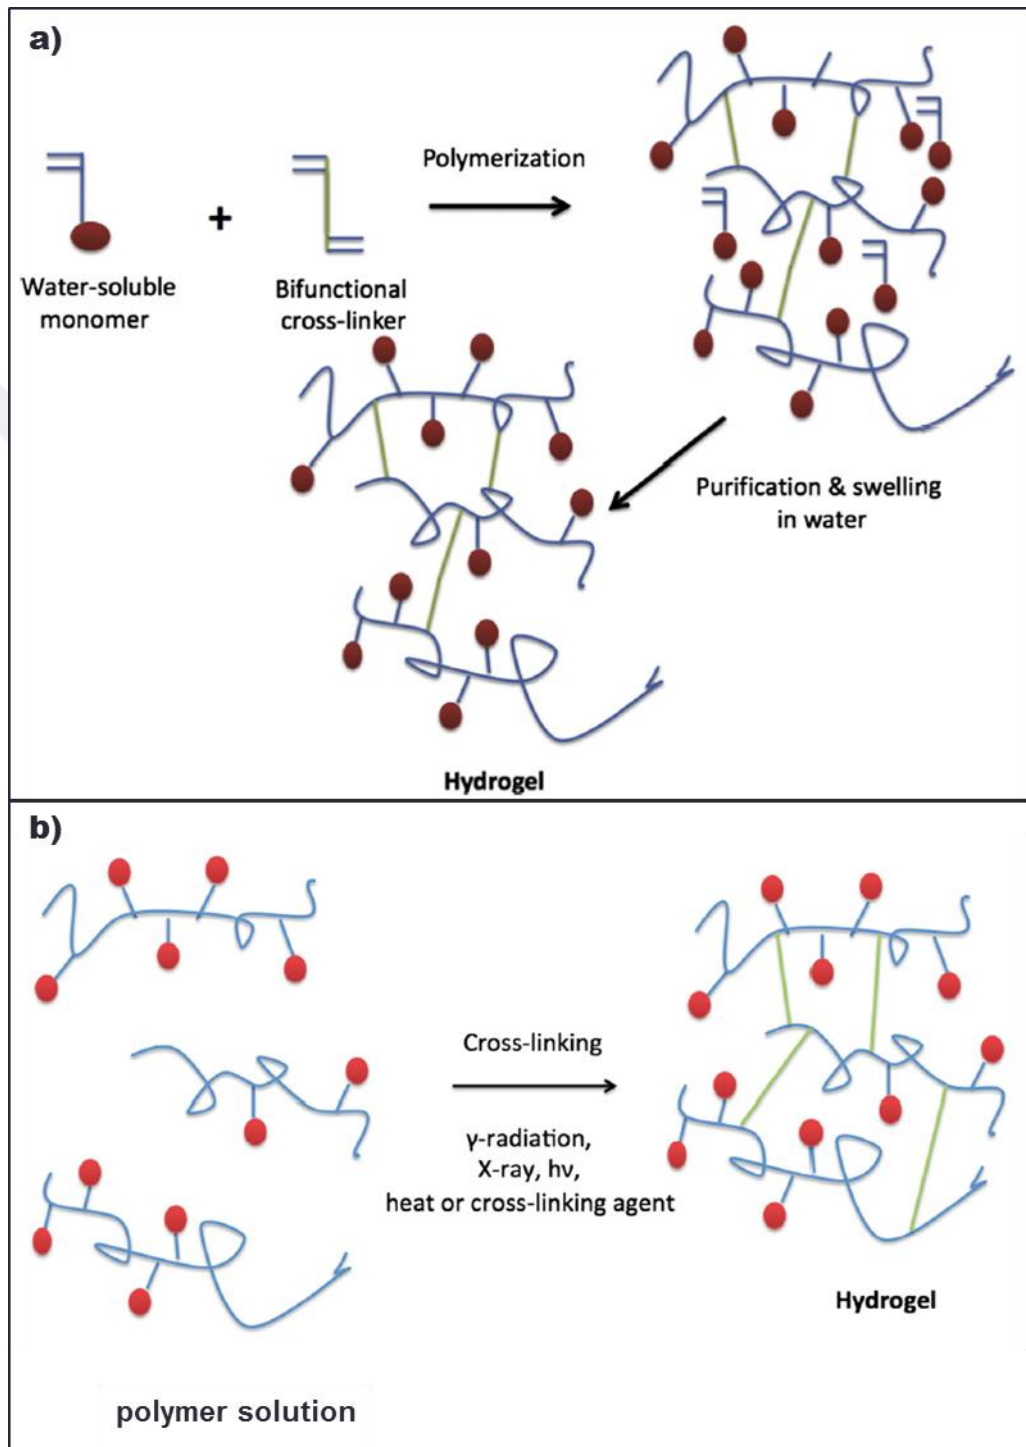 a)
Polymerization
+
Water-soluble
monomer
Bifunctional
cross-linker
Purification & swelling
in water
Hydrogel
b)
Cross-linking
γ-radiation,
X-ray, hν,
heat or cross-linking agent
Hydrogel
polymer solution